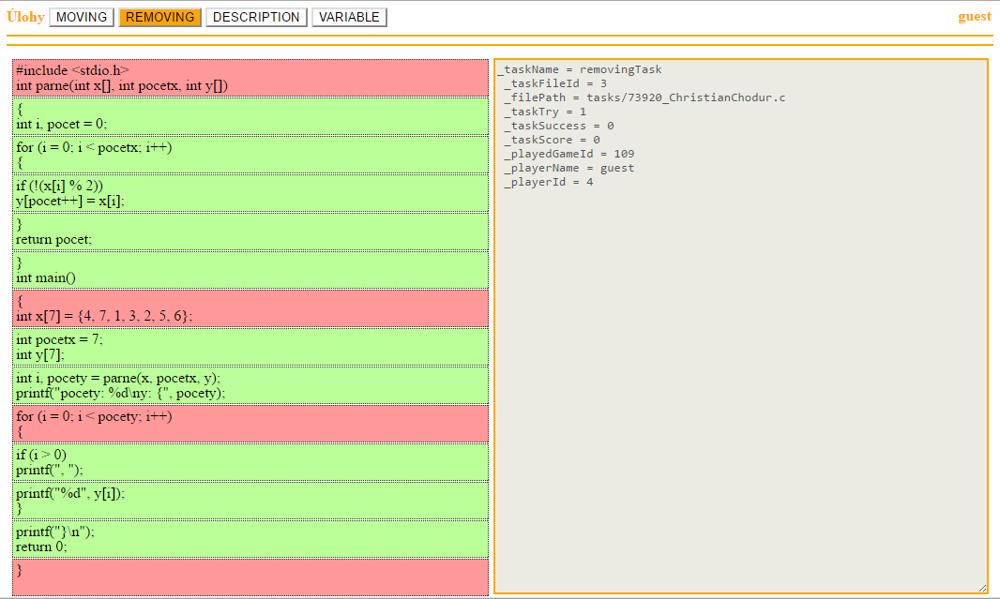 Úlohy MOVING REMOVING DESCRIPTION VARIABLE guest
#include <stdio.h>
int parne(int x[], int pocetx, int y[])
{
int i, pocet = 0;
for (i = 0; i < pocetx; i++)
{
if (!(x[i] % 2))
y[pocet++] = x[i];
}
return pocet;
}
int main()
{
int x[7] = {4, 7, 1, 3, 2, 5, 6};
int pocetx = 7;
int y[7];
int i, pocety = parne(x, pocetx, y);
printf("pocety: %d\ny: {", pocety);
for (i = 0; i < pocety; i++)
{
if (i > 0)
printf(", ");
printf("%d", y[i]);
}
printf("}\n");
return 0;
}
_taskName = removingTask
_taskFileId = 3
_filePath = tasks/73920_ChristianChodur.c
_taskTry = 1
_taskSuccess = 0
_taskScore = 0
_playedGameId = 109
_playerName = guest
_playerId = 4